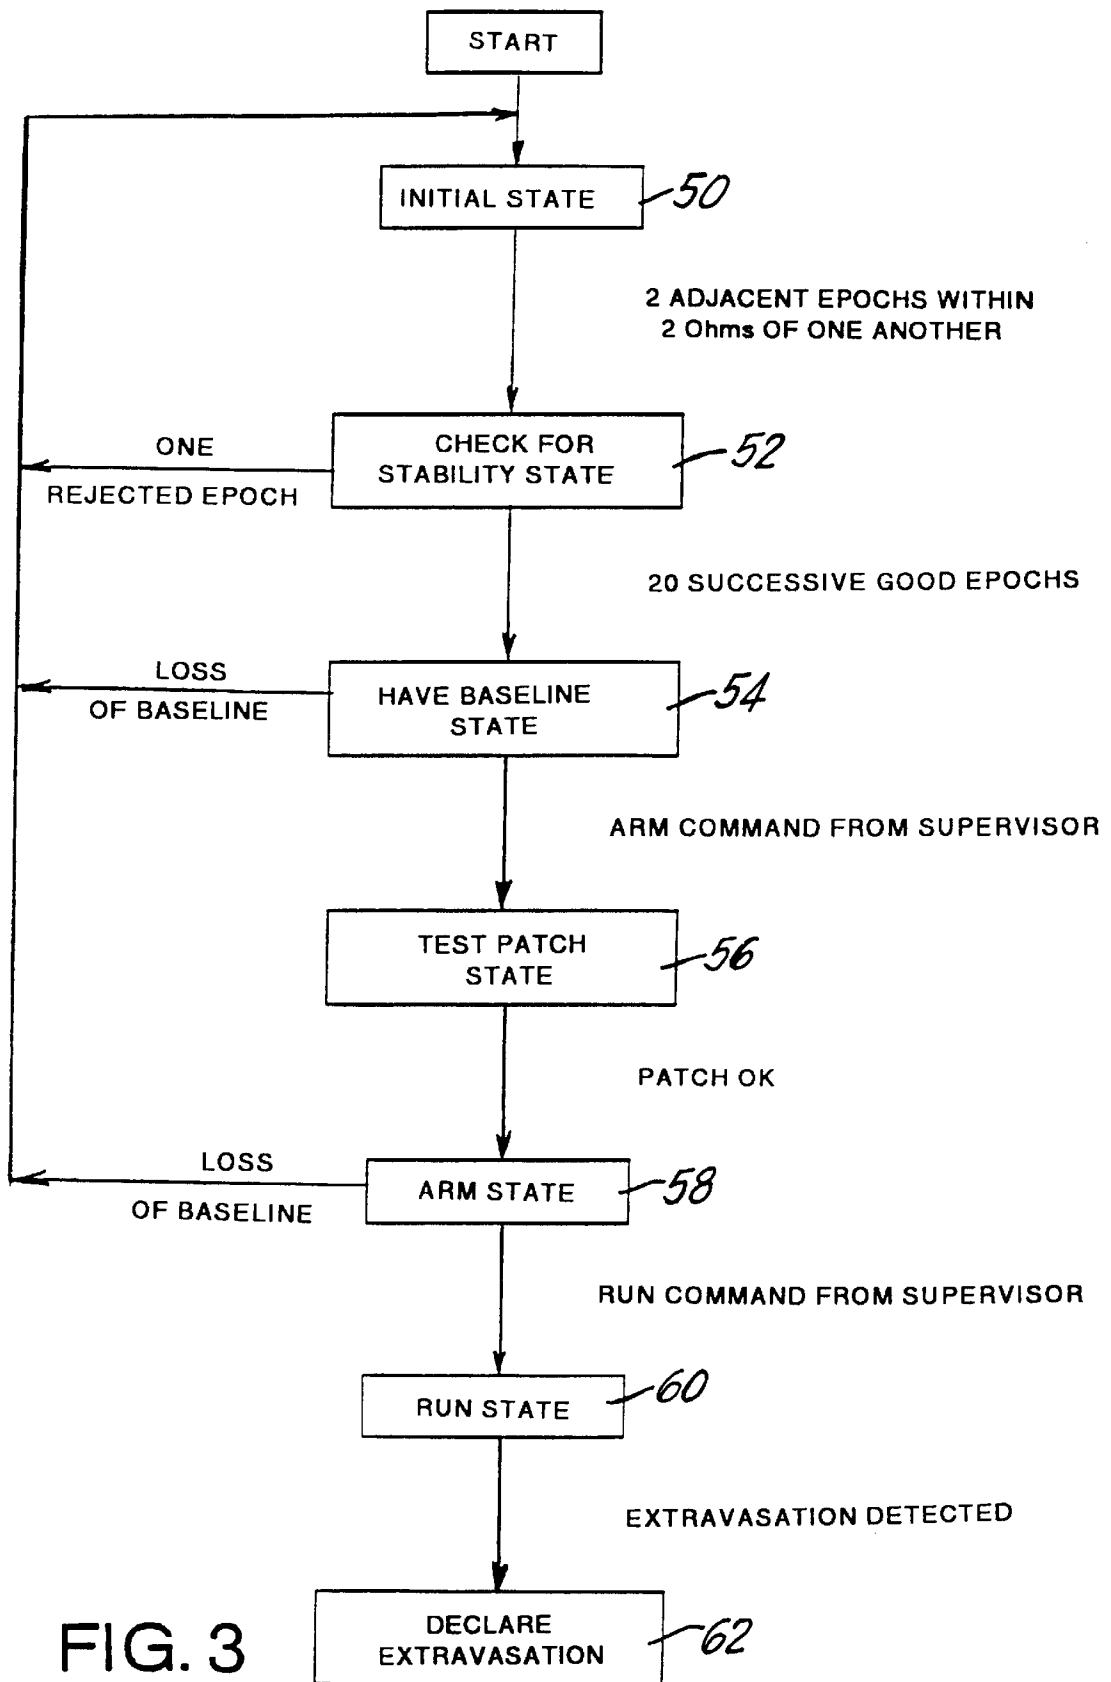 START
INITIAL STATE
50
2 ADJACENT EPOCHS WITHIN
2 Ohms OF ONE ANOTHER
CHECK FOR
STABILITY STATE
52
ONE
REJECTED EPOCH
20 SUCCESSIVE GOOD EPOCHS
HAVE BASELINE
STATE
54
LOSS
OF BASELINE
ARM COMMAND FROM SUPERVISOR
TEST PATCH
STATE
56
PATCH OK
ARM STATE
58
LOSS
OF BASELINE
RUN COMMAND FROM SUPERVISOR
RUN STATE
60
EXTRAVASATION DETECTED
DECLARE
EXTRAVASATION
62
FIG. 3